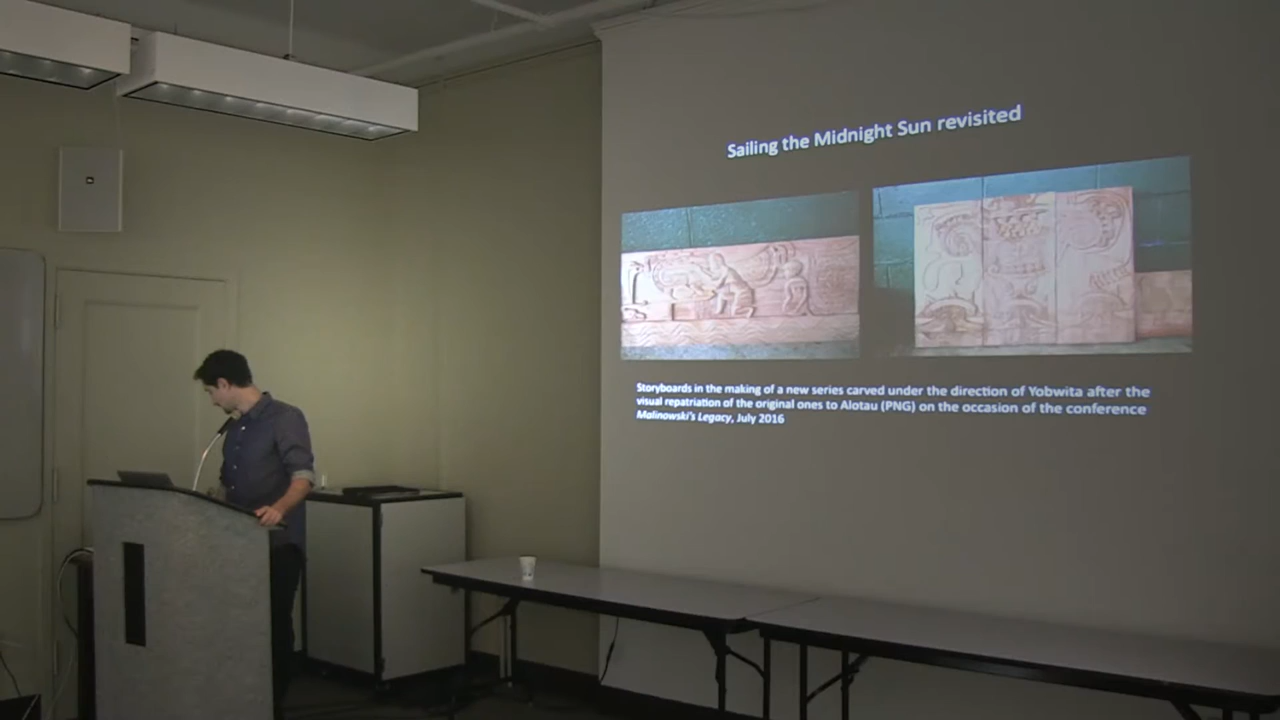 Sailing the Midnight Sun revisited
Storyboards in the making of a new series carved under the direction of Yobwita after the
visual repatriation of the original ones to Alotau (PNG) on the occasion of the conference
Malinowski's Legacy, July 2016